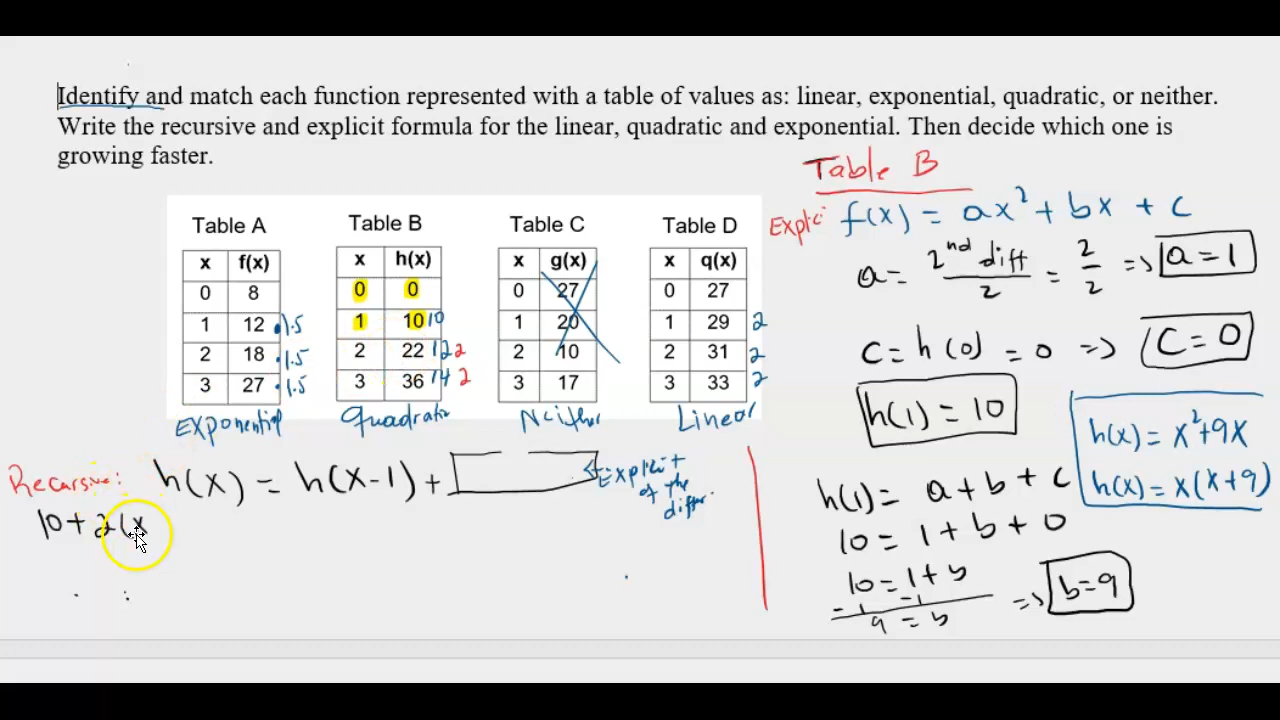 Identify and match each function represented with a table of values as: linear, exponential, quadratic, or neither.
Write the recursive and explicit formula for the linear, quadratic and exponential. Then decide which one is
growing faster.
Table A
x f(x)
0 8
1 12 •1.5
2 18 •1.5
3 27 •1.5
Exponential
Table B
x h(x)
0 0
1 10 10
2 22 12 2
3 36 14 2
Quadratic
Table C
x g(x)
0 27
1 20
2 10
3 17
Neither
Table D
x q(x)
0 27
1 29 2
2 31 2
3 33 2
Linear
Recursive: h(x) = h(x-1) +
Explicit
of the
differ.
10 + 2(x
Table B
Explici f(x) = ax² + bx + c
a = 2nd diff / 2 = 2/2 => a = 1
c = h(0) = 0 => c = 0
h(1) = 10
h(x) = x² + 9x
h(x) = x(x+9)
h(1) = a + b + c
10 = 1 + b + 0
10 = 1 + b
-1 -1
9 = b => b = 9